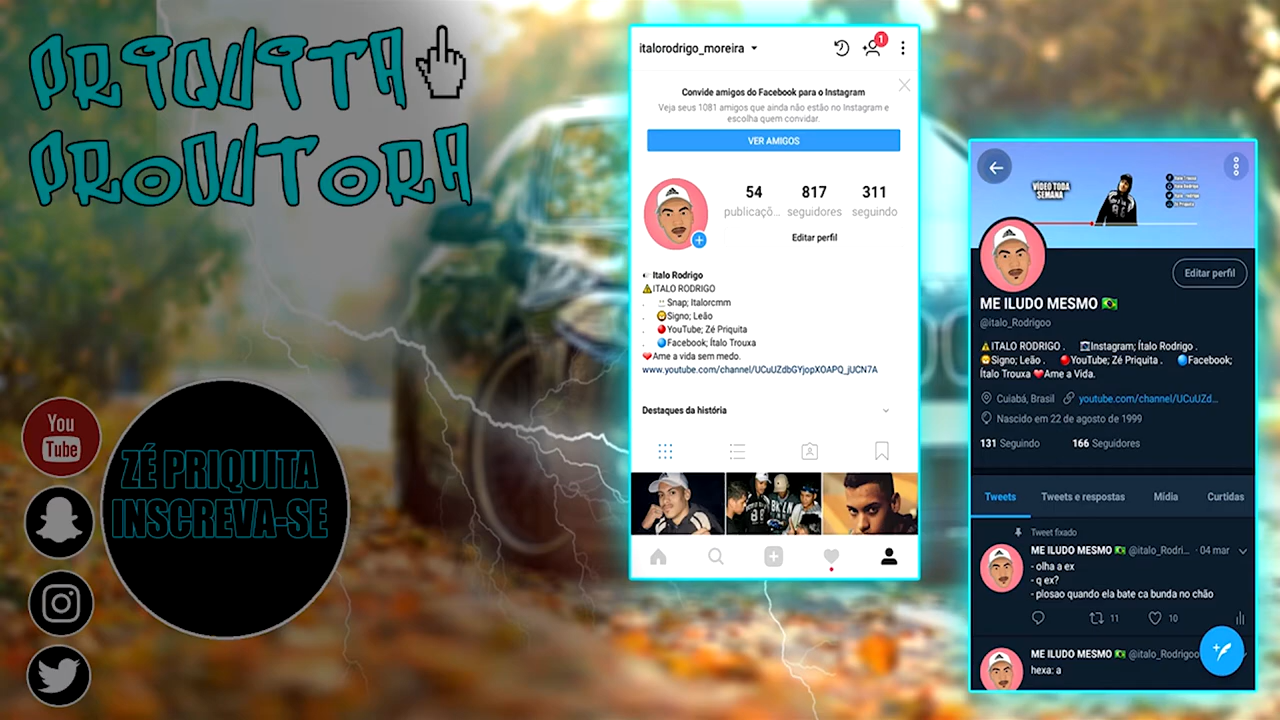 PRIQUITA
PRODUTORA
You
Tube
ZÉ PRIQUITA
INSCREVA-SE
italorodrigo_moreira
1
Convide amigos do Facebook para o Instagram
Veja seus 1081 amigos que ainda não estão no Instagram e
escolha quem convidar.
VER AMIGOS
54 817 311
publicaçõ... seguidores seguindo
Editar perfil
Italo Rodrigo
⚠ITALO RODRIGO
. Snap; Italorcmm
. Signo; Leão
. 🔴YouTube; Zé Priquita
. 🔵Facebook; Ítalo Trouxa
❤Ame a vida sem medo.
www.youtube.com/channel/UCuUZdbGYjopXOAPQ_jUCN7A
Destaques da história
VÍDEO TODA
SEMANA
Editar perfil
ME ILUDO MESMO 🇧🇷
@italo_Rodrigoo
⚠ITALO RODRIGO . Instagram; Ítalo Rodrigo .
Signo; Leão . 🔴YouTube; Zé Priquita . 🔵Facebook;
Ítalo Trouxa ❤Ame a Vida.
Cuiabá, Brasil youtube.com/channel/UCuUZd...
Nascido em 22 de agosto de 1999
131 Seguindo 166 Seguidores
Tweets Tweets e respostas Mídia Curtidas
Tweet fixado
ME ILUDO MESMO 🇧🇷 @italo_Rodri... · 04 mar
- olha a ex
- q ex?
- plosao quando ela bate ca bunda no chão
11 10
ME ILUDO MESMO 🇧🇷 @italo_Rodrigoo
hexa: a